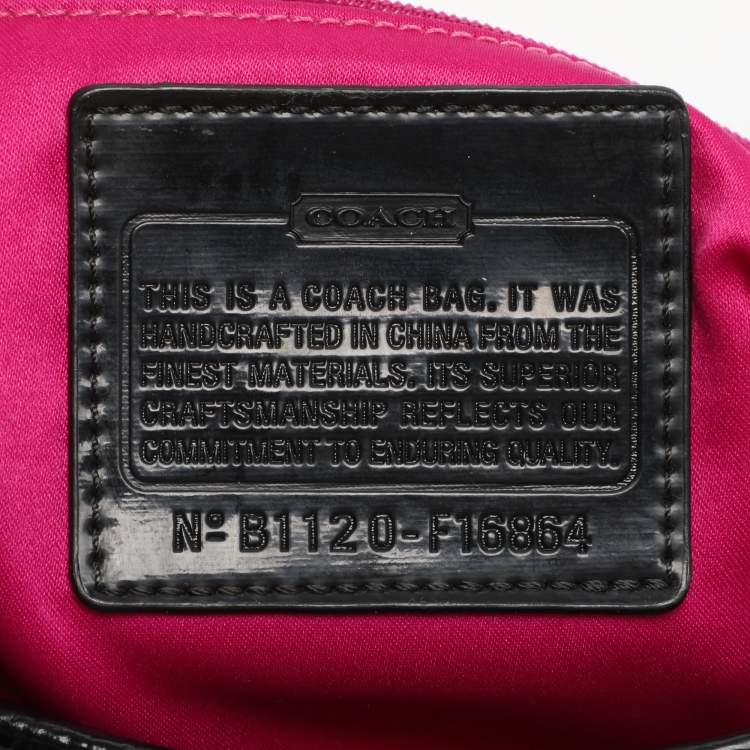 COACH
THIS IS A COACH BAG. IT WAS
HANDCRAFTED IN CHINA FROM THE
FINEST MATERIALS. ITS SUPERIOR
CRAFTSMANSHIP REFLECTS OUR
COMMITMENT TO ENDURING QUALITY.
Nº B1120-F16864